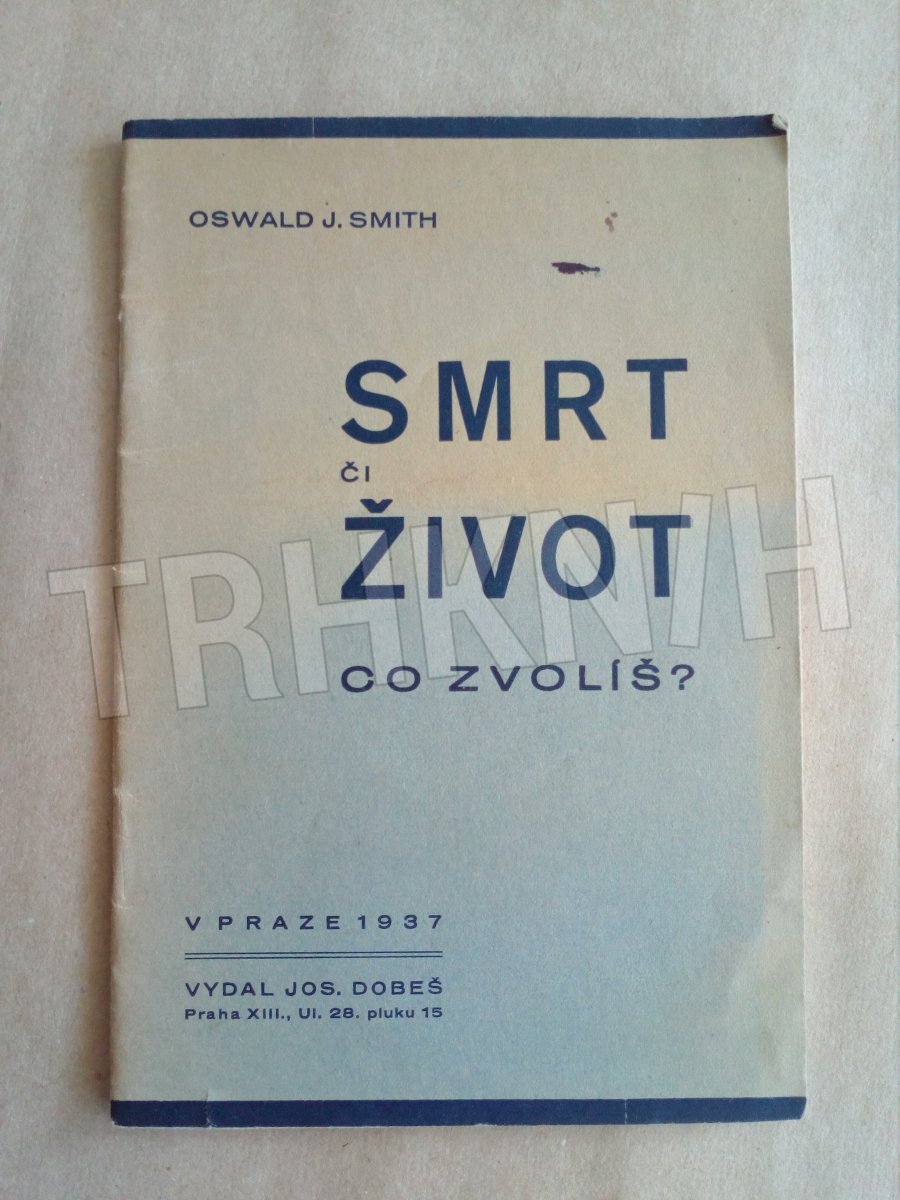 OSWALD J. SMITH
SMRT
ČI
ŽIVOT
CO ZVOLÍŠ?
V PRAZE 1937
VYDAL JOS. DOBEŠ
Praha XIII., Ul. 28. pluku 15
TRHKNIH